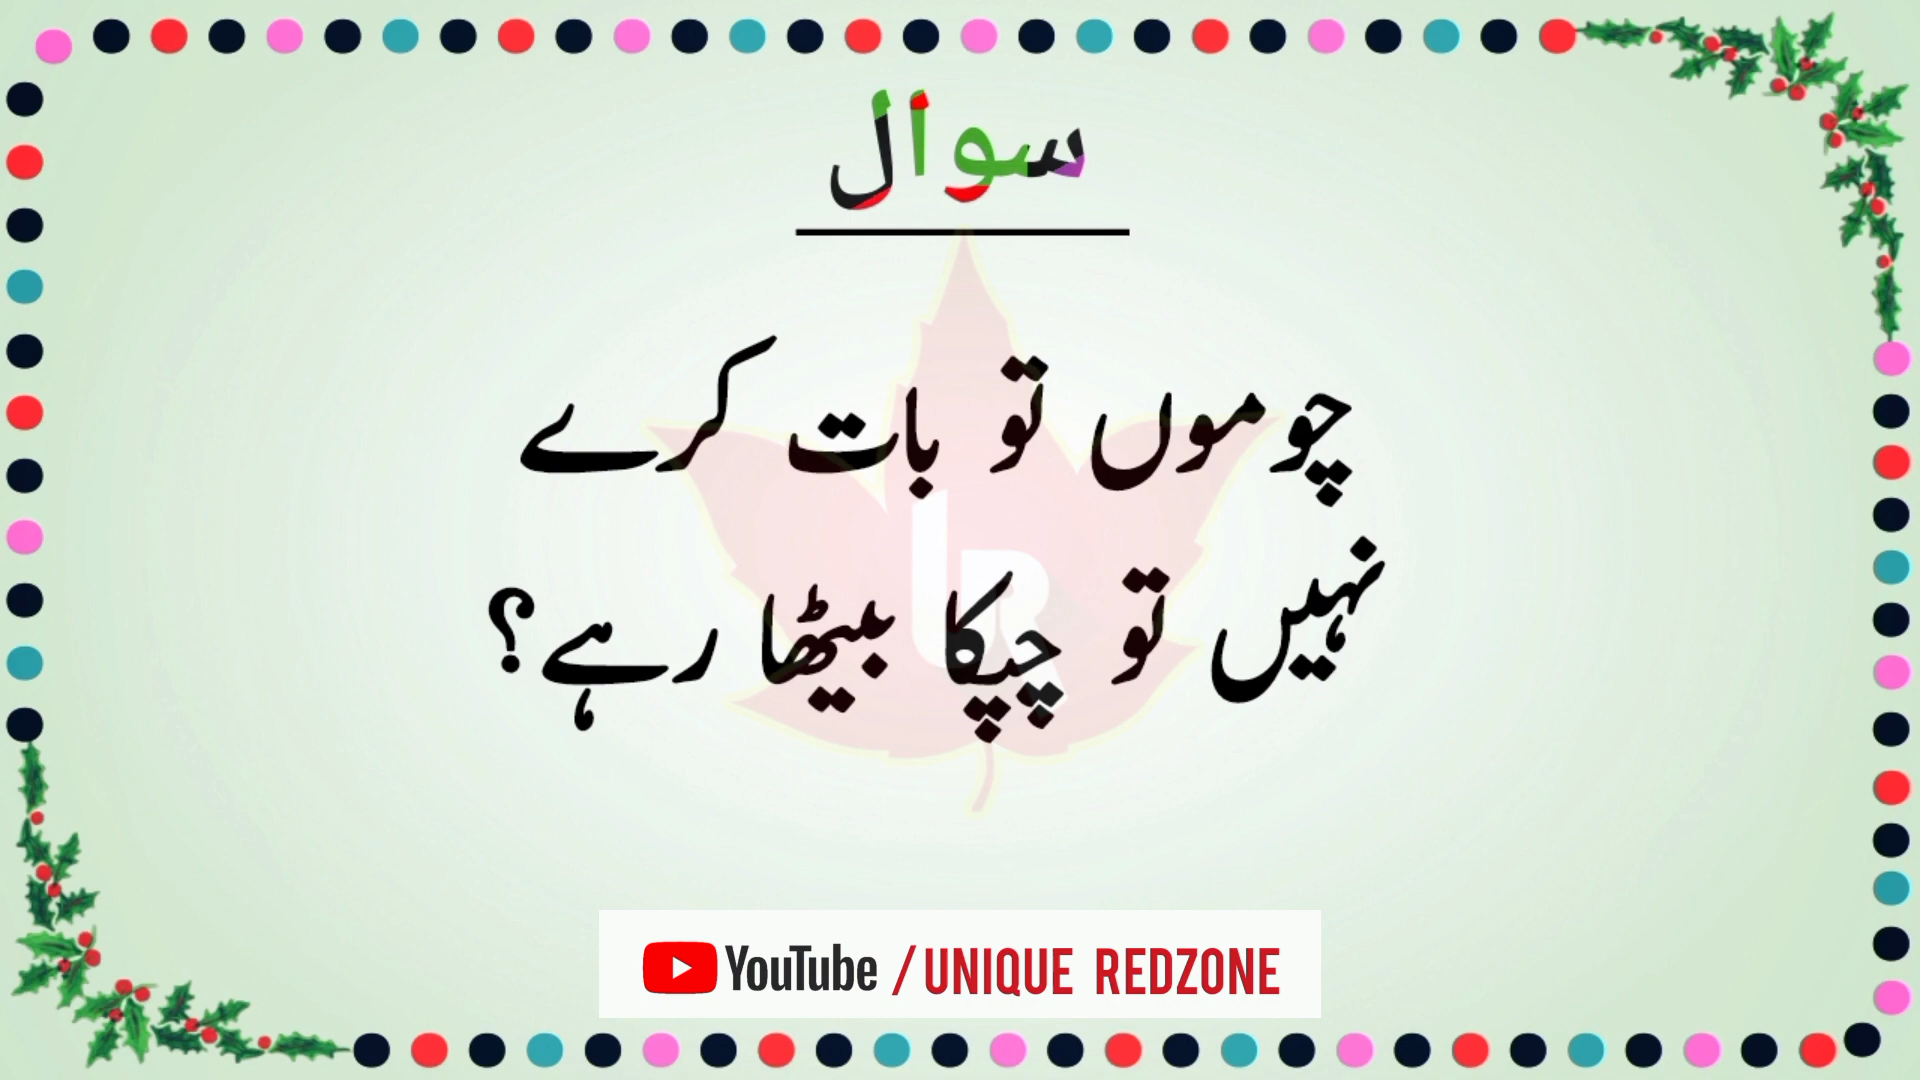 سوال
چوموں تو بات کرے
نہیں تو چپکا بیٹھا رہے؟
YouTube / UNIQUE REDZONE